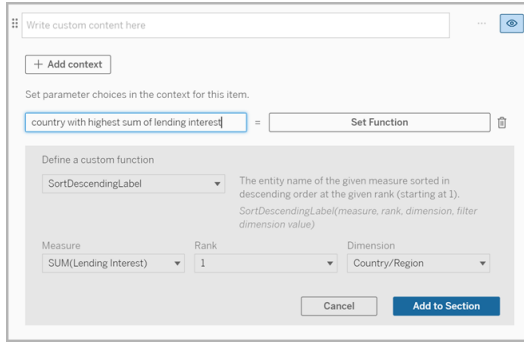 Write custom content here
+ Add context
Set parameter choices in the context for this item.
country with highest sum of lending interest = Set Function
Define a custom function
SortDescendingLabel
The entity name of the given measure sorted in
descending order at the given rank (starting at 1).
SortDescendingLabel(measure, rank, dimension, filter
dimension value)
Measure Rank Dimension
SUM(Lending Interest) 1 Country/Region
Cancel Add to Section